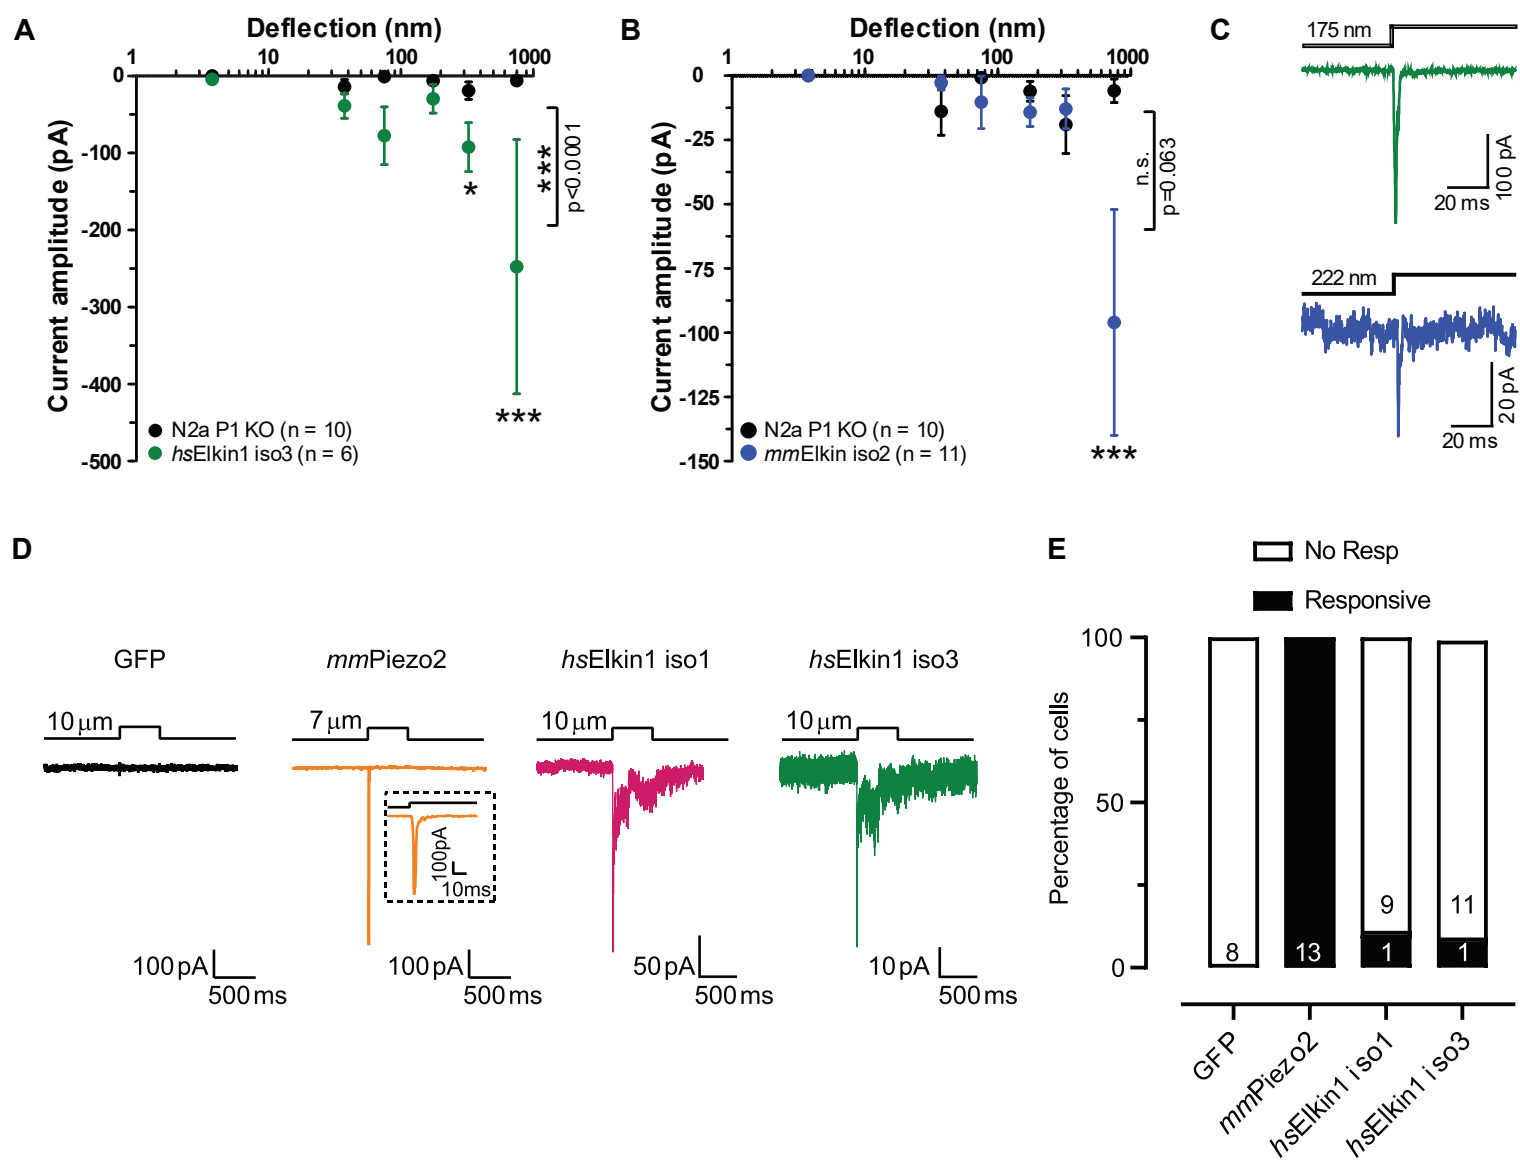 A
Deflection (nm)
1 10 100 1000
0
-100
-200
-300
-400
-500
Current amplitude (pA)
*
***
***
p<0.0001
N2a P1 KO (n = 10)
hsElkin1 iso3 (n = 6)
B
Deflection (nm)
1 10 100 1000
0
-25
-50
-75
-100
-125
-150
Current amplitude (pA)
n.s.
p=0.063
***
N2a P1 KO (n = 10)
mmElkin iso2 (n = 11)
C
175 nm
100 pA
20 ms
222 nm
20 pA
20 ms
D
GFP
10 μm
100 pA
500 ms
mmPiezo2
7 μm
100pA
10ms
100 pA
500 ms
hsElkin1 iso1
10 μm
50 pA
500 ms
hsElkin1 iso3
10 μm
10 pA
500 ms
E
No Resp
Responsive
100
50
0
Percentage of cells
9 11
8 13 1 1
GFP
mmPiezo2
hsElkin1 iso1
hsElkin1 iso3